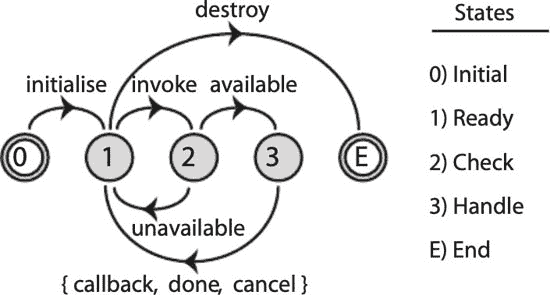 destroy
initialise invoke available
0 1 2 3 E
unavailable
{ callback, done, cancel }
States
0) Initial
1) Ready
2) Check
3) Handle
E) End